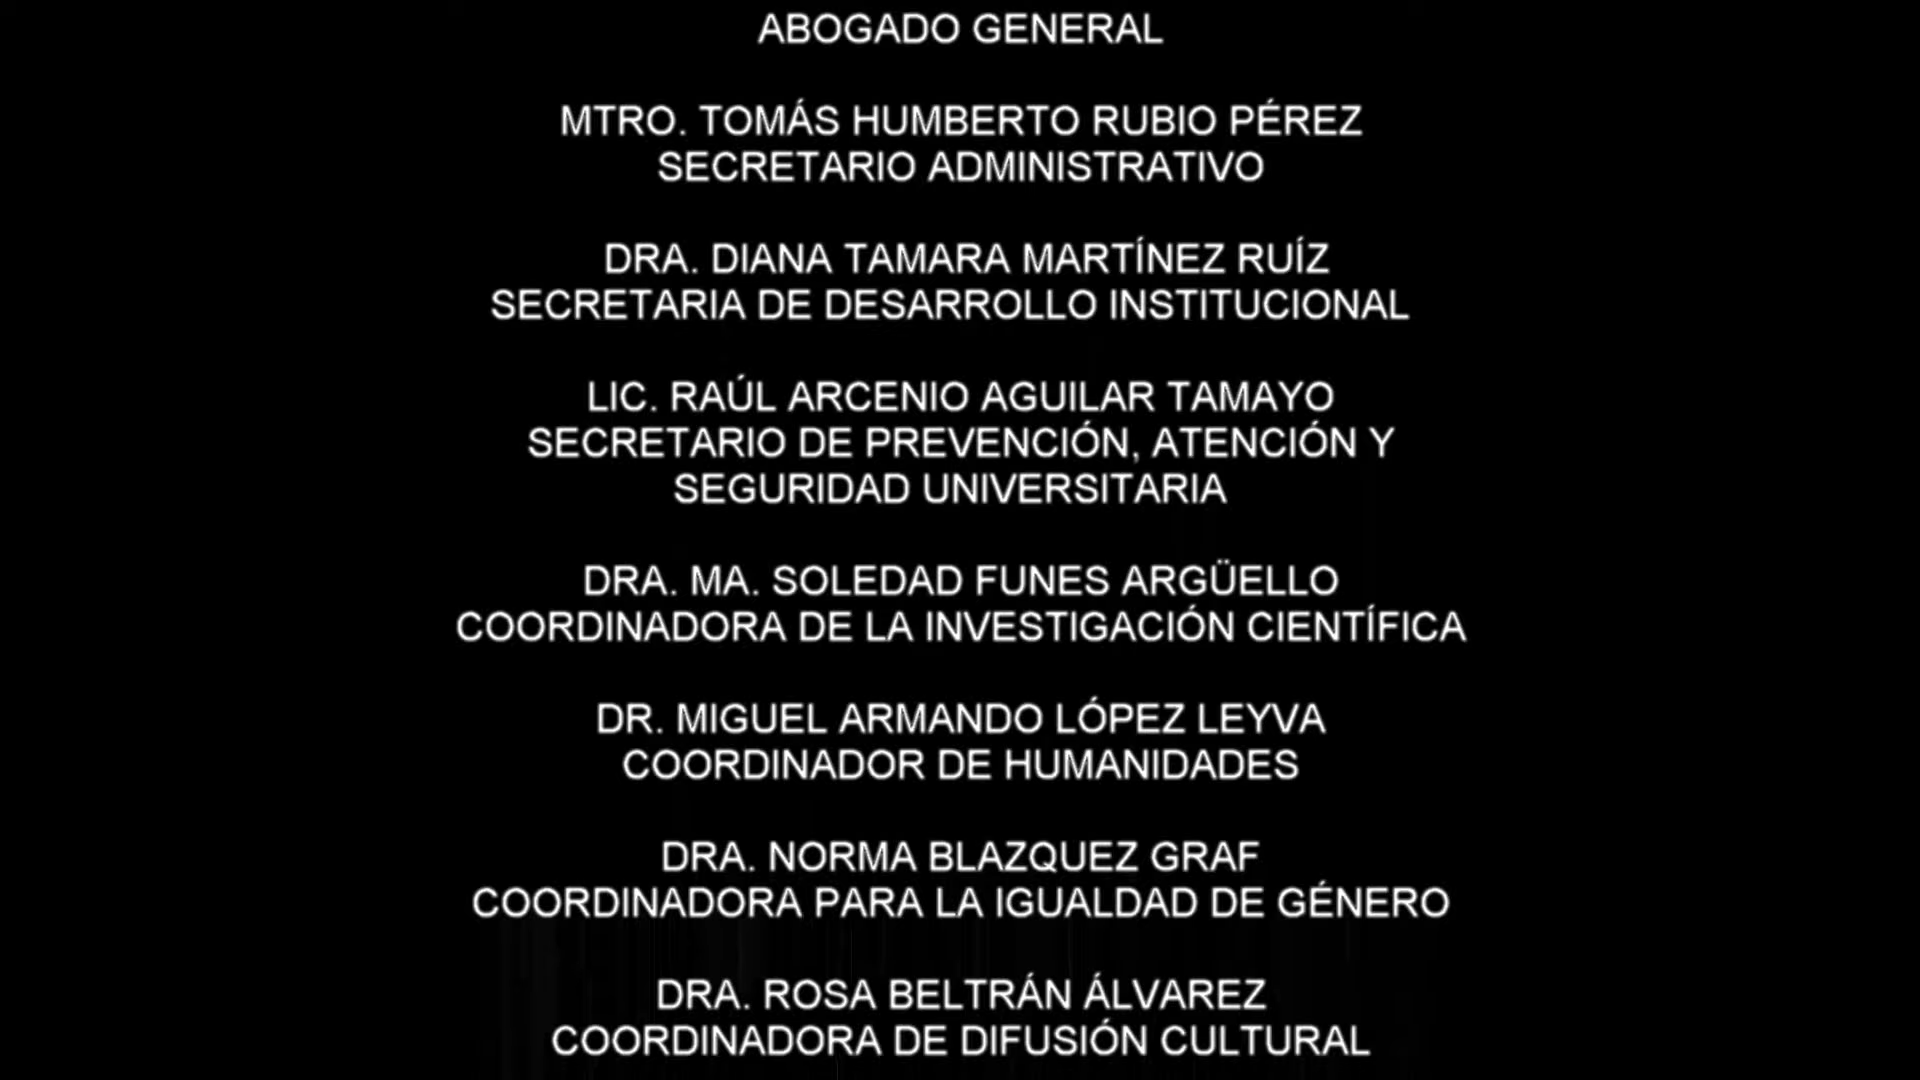 ABOGADO GENERAL
MTRO. TOMÁS HUMBERTO RUBIO PÉREZ
SECRETARIO ADMINISTRATIVO
DRA. DIANA TAMARA MARTÍNEZ RUÍZ
SECRETARIA DE DESARROLLO INSTITUCIONAL
LIC. RAÚL ARCENIO AGUILAR TAMAYO
SECRETARIO DE PREVENCIÓN, ATENCIÓN Y
SEGURIDAD UNIVERSITARIA
DRA. MA. SOLEDAD FUNES ARGÜELLO
COORDINADORA DE LA INVESTIGACIÓN CIENTÍFICA
DR. MIGUEL ARMANDO LÓPEZ LEYVA
COORDINADOR DE HUMANIDADES
DRA. NORMA BLAZQUEZ GRAF
COORDINADORA PARA LA IGUALDAD DE GÉNERO
DRA. ROSA BELTRÁN ÁLVAREZ
COORDINADORA DE DIFUSIÓN CULTURAL